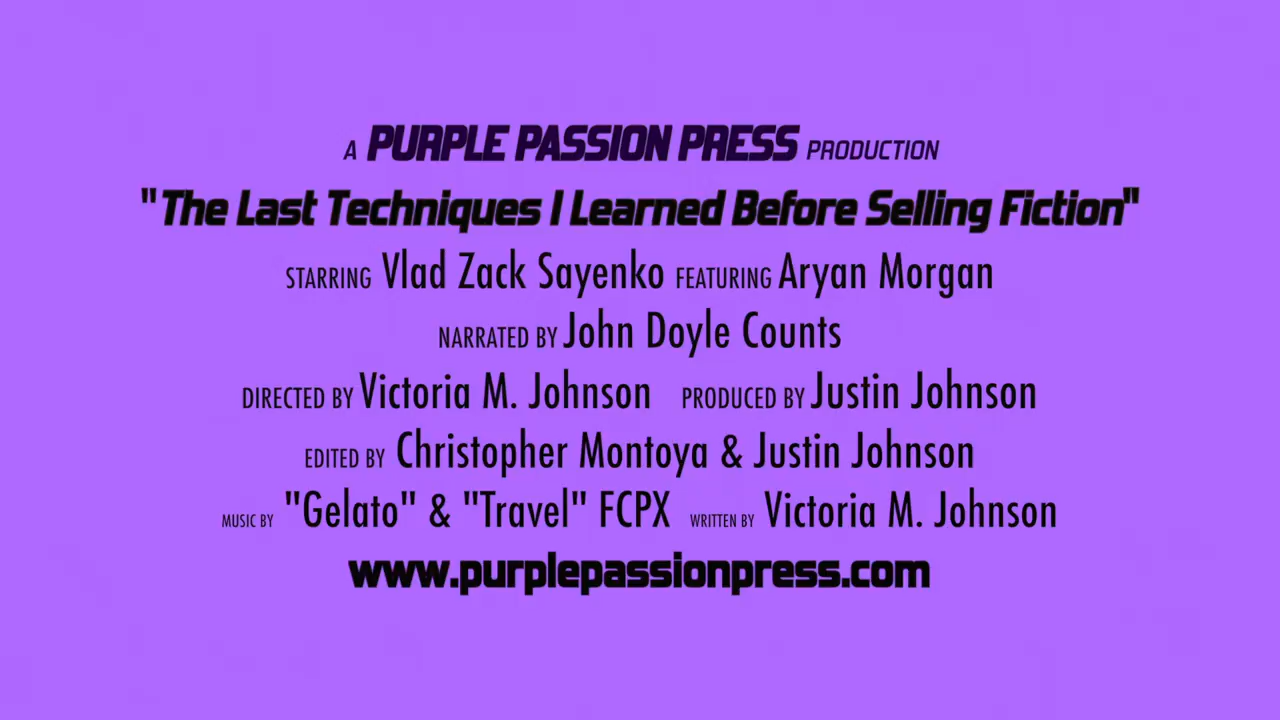 A PURPLE PASSION PRESS PRODUCTION
"The Last Techniques I Learned Before Selling Fiction"
STARRING Vlad Zack Sayenko FEATURING Aryan Morgan
NARRATED BY John Doyle Counts
DIRECTED BY Victoria M. Johnson PRODUCED BY Justin Johnson
EDITED BY Christopher Montoya & Justin Johnson
MUSIC BY "Gelato" & "Travel" FCPX WRITTEN BY Victoria M. Johnson
www.purplepassionpress.com